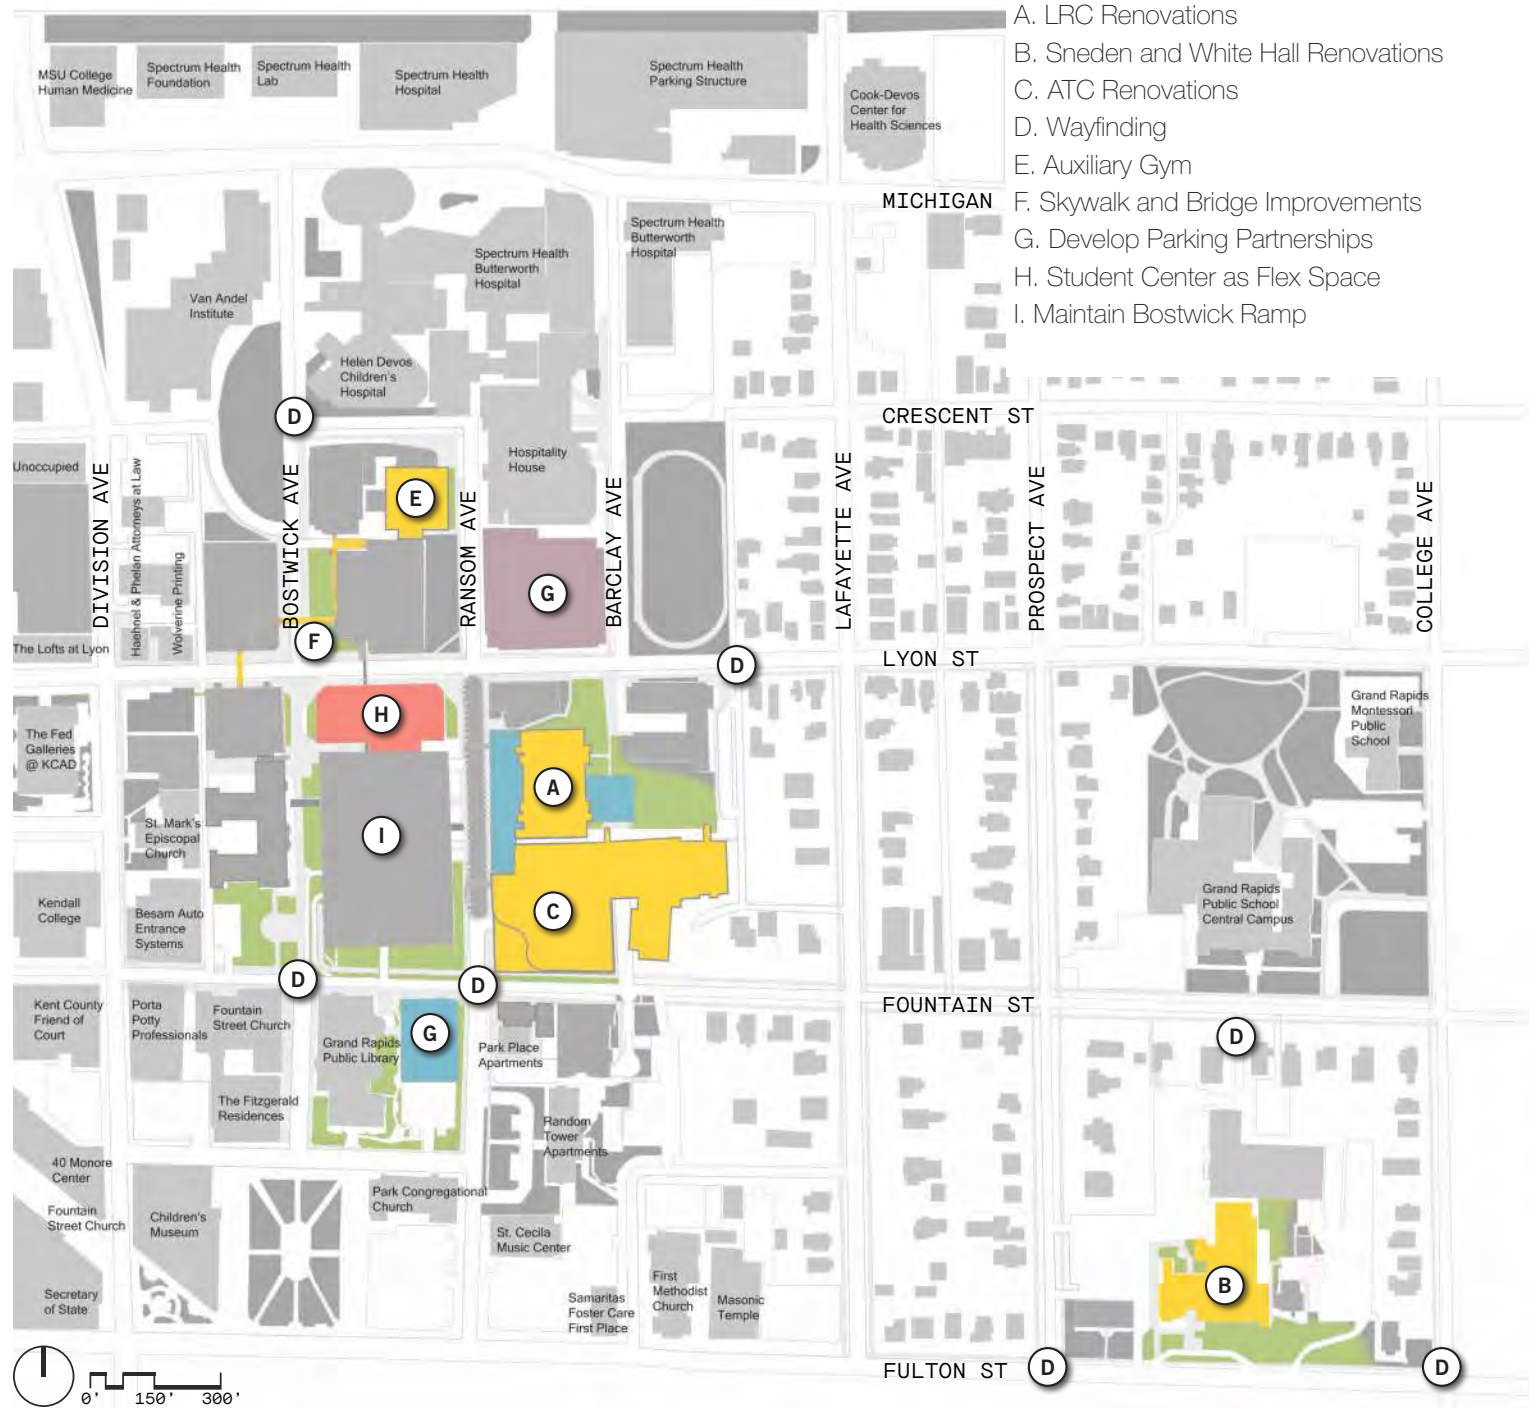 A. LRC Renovations
B. Sneden and White Hall Renovations
C. ATC Renovations
D. Wayfinding
E. Auxiliary Gym
F. Skywalk and Bridge Improvements
G. Develop Parking Partnerships
H. Student Center as Flex Space
I. Maintain Bostwick Ramp
MSU College
Human Medicine
Spectrum Health
Foundation
Spectrum Health
Lab
Spectrum Health
Hospital
Spectrum Health
Parking Structure
Cook-Devos
Center for
Health Sciences
MICHIGAN
Spectrum Health
Butterworth
Hospital
Spectrum Health
Butterworth
Hospital
Van Andel
Institute
Helen Devos
Children's
Hospital
D
CRESCENT ST
Unoccupied
DIVISION AVE
Haehnel & Phelan Attorneys at Law
Wolverine Printing
BOSTWICK AVE
E
RANSOM AVE
Hospitality
House
G
BARCLAY AVE
LAFAYETTE AVE
PROSPECT AVE
COLLEGE AVE
The Lofts at Lyon
F
D
LYON ST
H
The Fed
Galleries
@ KCAD
Grand Rapids
Montessori
Public
School
A
I
St. Mark's
Episcopal
Church
Kendall
College
Besam Auto
Entrance
Systems
C
Grand Rapids
Public School
Central Campus
D
D
FOUNTAIN ST
Kent County
Friend of
Court
Porta
Potty
Professionals
Fountain
Street Church
Grand Rapids
Public Library
G
Park Place
Apartments
D
The Fitzgerald
Residences
Random
Tower
Apartments
40 Monore
Center
Fountain
Street Church
Children's
Museum
Park Congregational
Church
St. Cecila
Music Center
Secretary
of State
Samaritas
Foster Care
First Place
First
Methodist
Church
Masonic
Temple
B
FULTON ST
D
D
0' 150' 300'